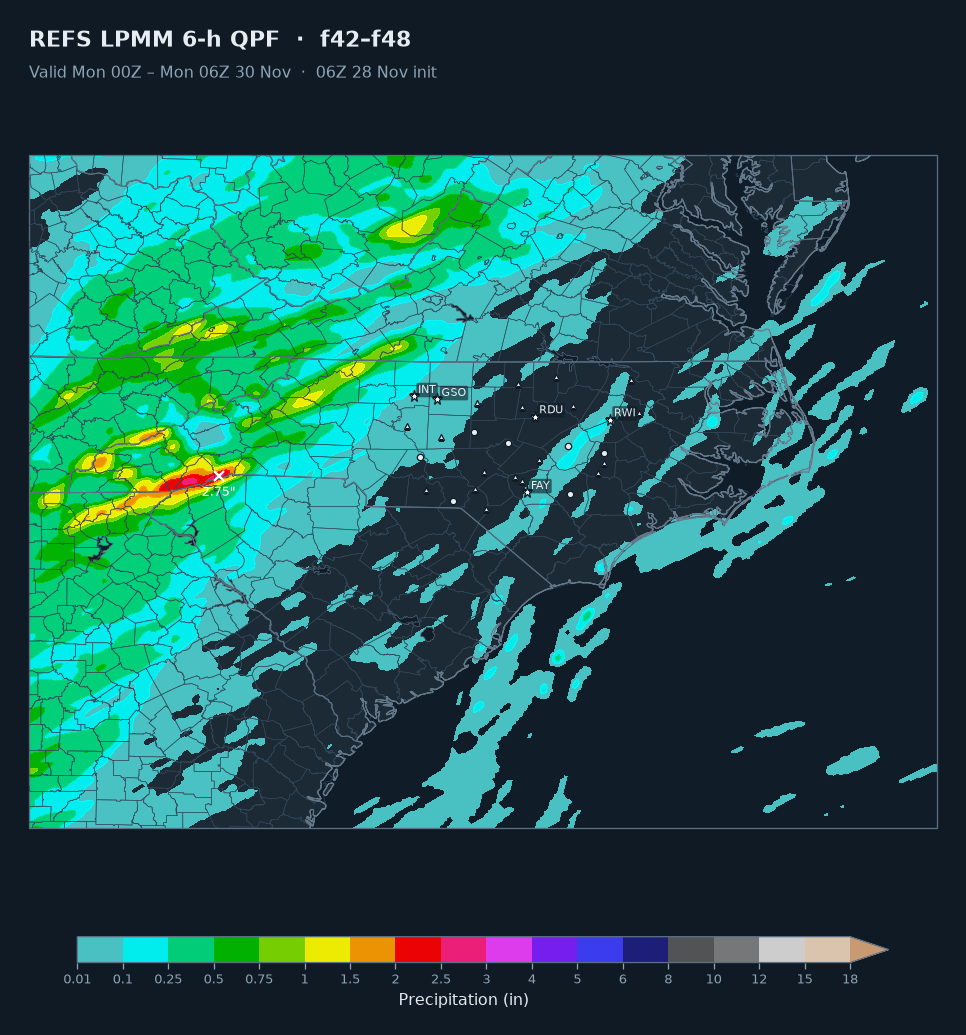 REFS LPMM 6-h QPF · f42–f48
Valid Mon 00Z – Mon 06Z 30 Nov · 06Z 28 Nov init
INT
GSO
RDU
RWI
2.75"
FAY
0.01 0.1 0.25 0.5 0.75 1 1.5 2 2.5 3 4 5 6 8 10 12 15 18
Precipitation (in)